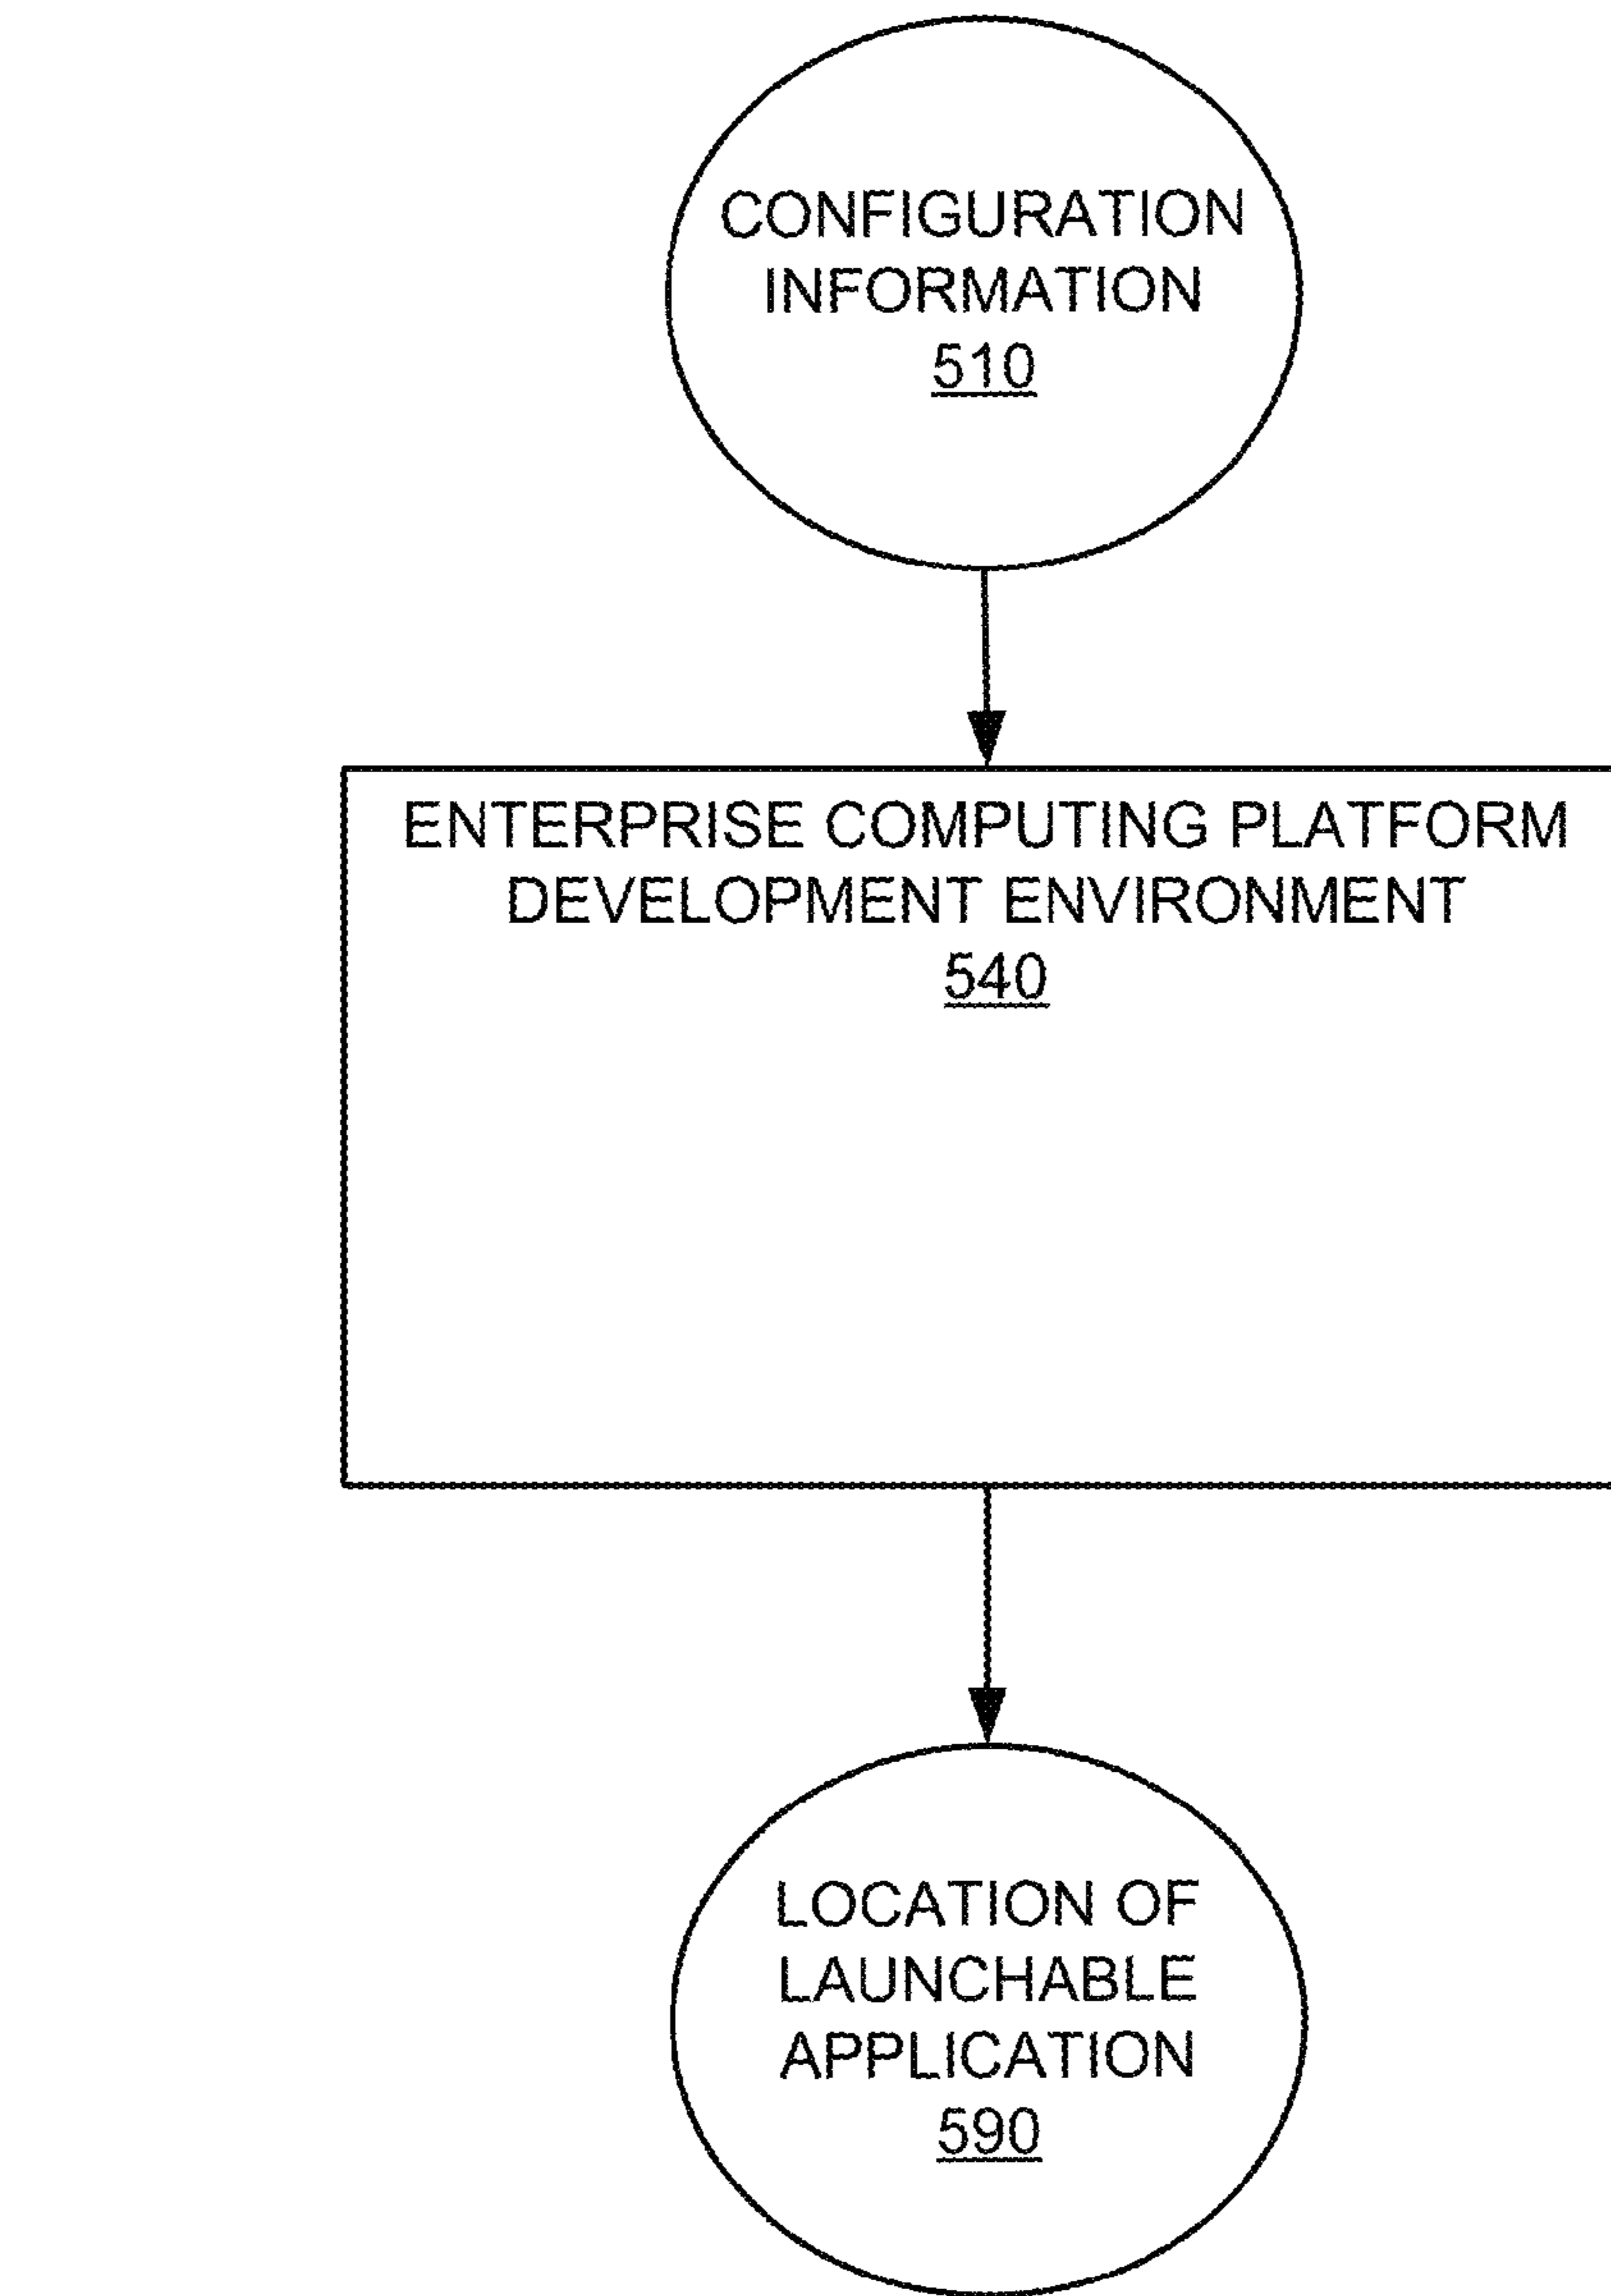 CONFIGURATION
INFORMATION
510
ENTERPRISE COMPUTING PLATFORM
DEVELOPMENT ENVIRONMENT
540
LOCATION OF
LAUNCHABLE
APPLICATION
590